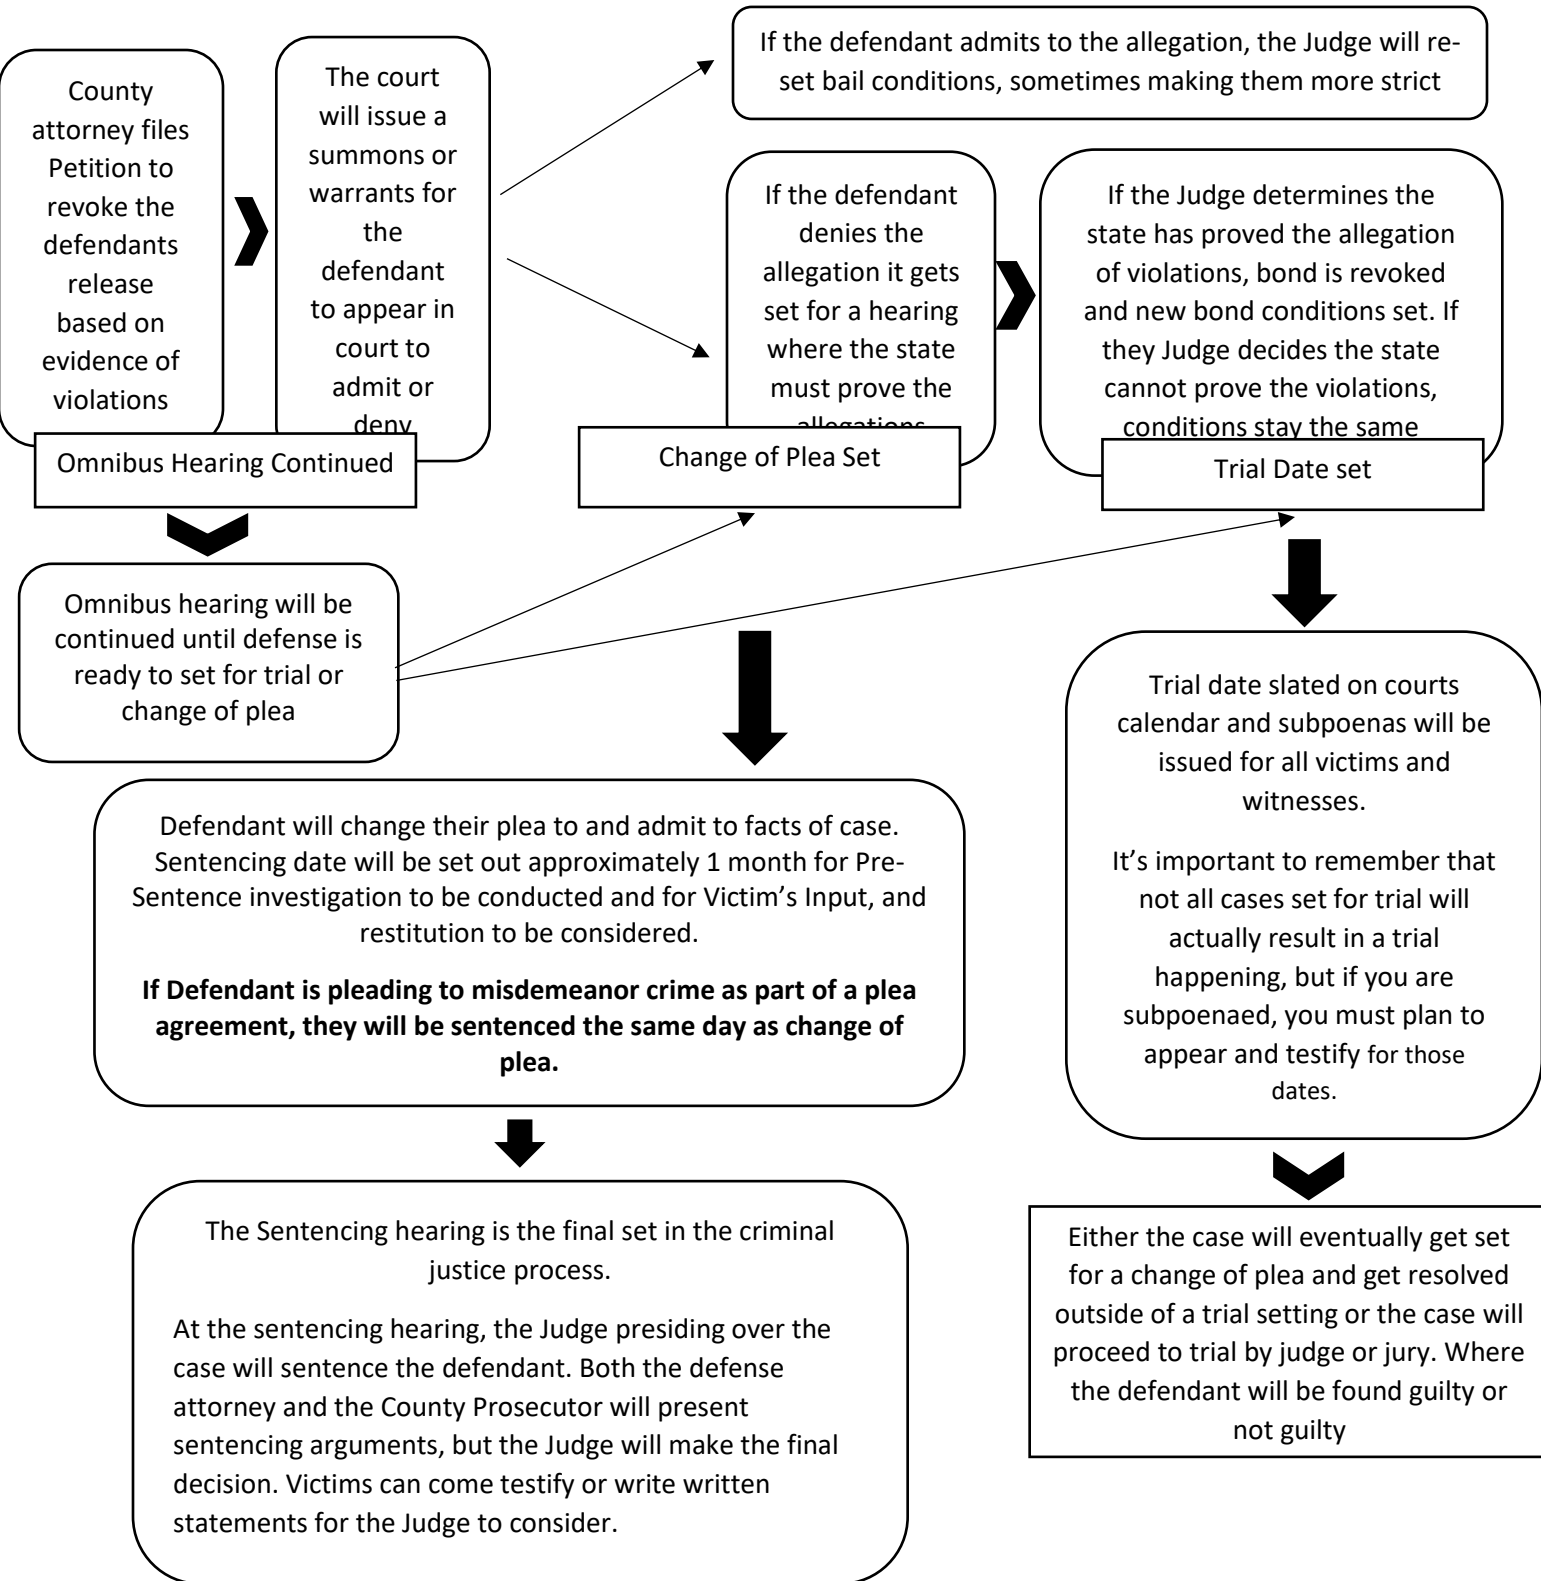 County
attorney files
Petition to
revoke the
defendants
release
based on
evidence of
violations
The court
will issue a
summons or
warrants for
the
defendant
to appear in
court to
admit or
deny
If the defendant admits to the allegation, the Judge will re-
set bail conditions, sometimes making them more strict
If the defendant
denies the
allegation it gets
set for a hearing
where the state
must prove the
allegations
If the Judge determines the
state has proved the allegation
of violations, bond is revoked
and new bond conditions set. If
they Judge decides the state
cannot prove the violations,
conditions stay the same
Omnibus Hearing Continued
Change of Plea Set
Trial Date set
Omnibus hearing will be
continued until defense is
ready to set for trial or
change of plea
Defendant will change their plea to and admit to facts of case.
Sentencing date will be set out approximately 1 month for Pre-
Sentence investigation to be conducted and for Victim's Input, and
restitution to be considered.
If Defendant is pleading to misdemeanor crime as part of a plea
agreement, they will be sentenced the same day as change of
plea.
Trial date slated on courts
calendar and subpoenas will be
issued for all victims and
witnesses.
It's important to remember that
not all cases set for trial will
actually result in a trial
happening, but if you are
subpoenaed, you must plan to
appear and testify for those
dates.
The Sentencing hearing is the final set in the criminal
justice process.
At the sentencing hearing, the Judge presiding over the
case will sentence the defendant. Both the defense
attorney and the County Prosecutor will present
sentencing arguments, but the Judge will make the final
decision. Victims can come testify or write written
statements for the Judge to consider.
Either the case will eventually get set
for a change of plea and get resolved
outside of a trial setting or the case will
proceed to trial by judge or jury. Where
the defendant will be found guilty or
not guilty